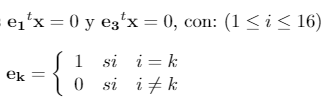 e₁ᵗx = 0 y e₃ᵗx = 0, con: (1 ≤ i ≤ 16)
eₖ = { 1 si i = k
0 si i ≠ k